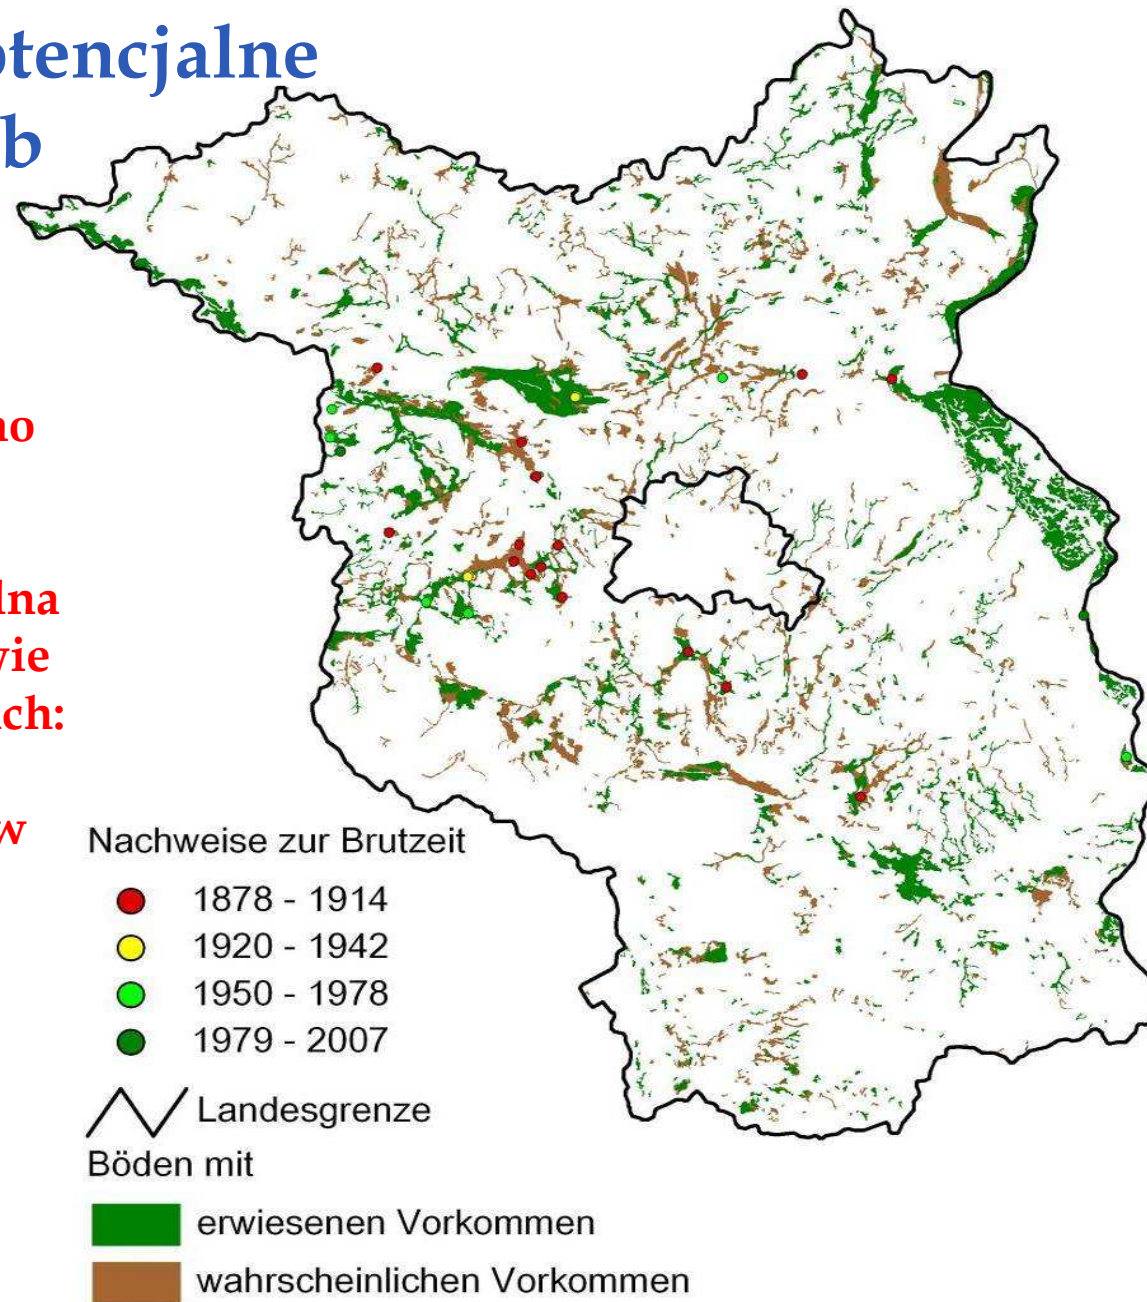 otencjalne
b
no
lna
wie
ach:
w
Nachweise zur Brutzeit
1878 - 1914
1920 - 1942
1950 - 1978
1979 - 2007
Landesgrenze
Böden mit
erwiesenen Vorkommen
wahrscheinlichen Vorkommen